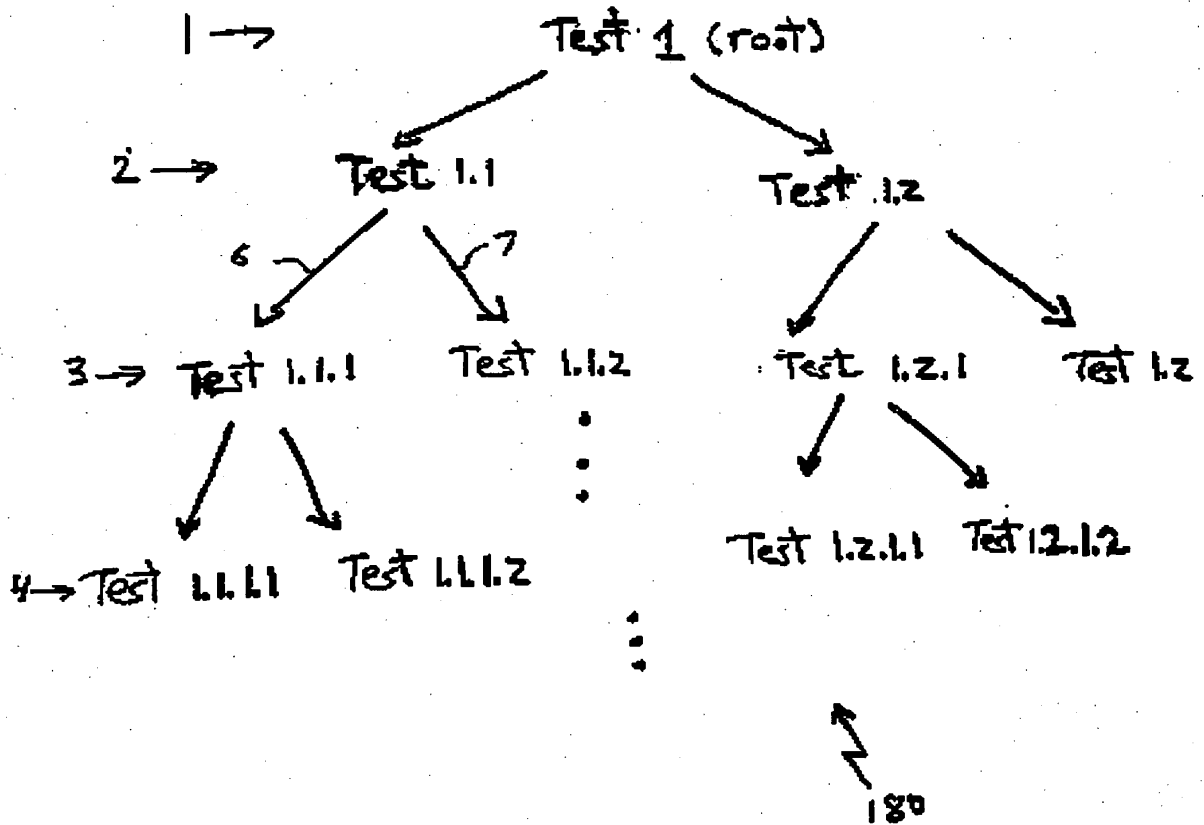 1 → Test 1 (root)
2 → Test 1.1 Test 1.2
6 7
3 → Test 1.1.1 Test 1.1.2 Test 1.2.1 Test 1.2
4 → Test 1.1.1.1 Test 1.1.1.2 Test 1.2.1.1 Test 1.2.1.2
180